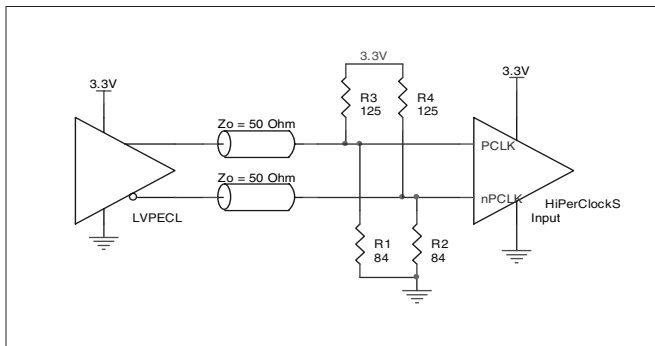 3.3V
3.3V
3.3V
R3
125
R4
125
Zo = 50 Ohm
PCLK
Zo = 50 Ohm
nPCLK
HiPerClockS
Input
LVPECL
R1
84
R2
84